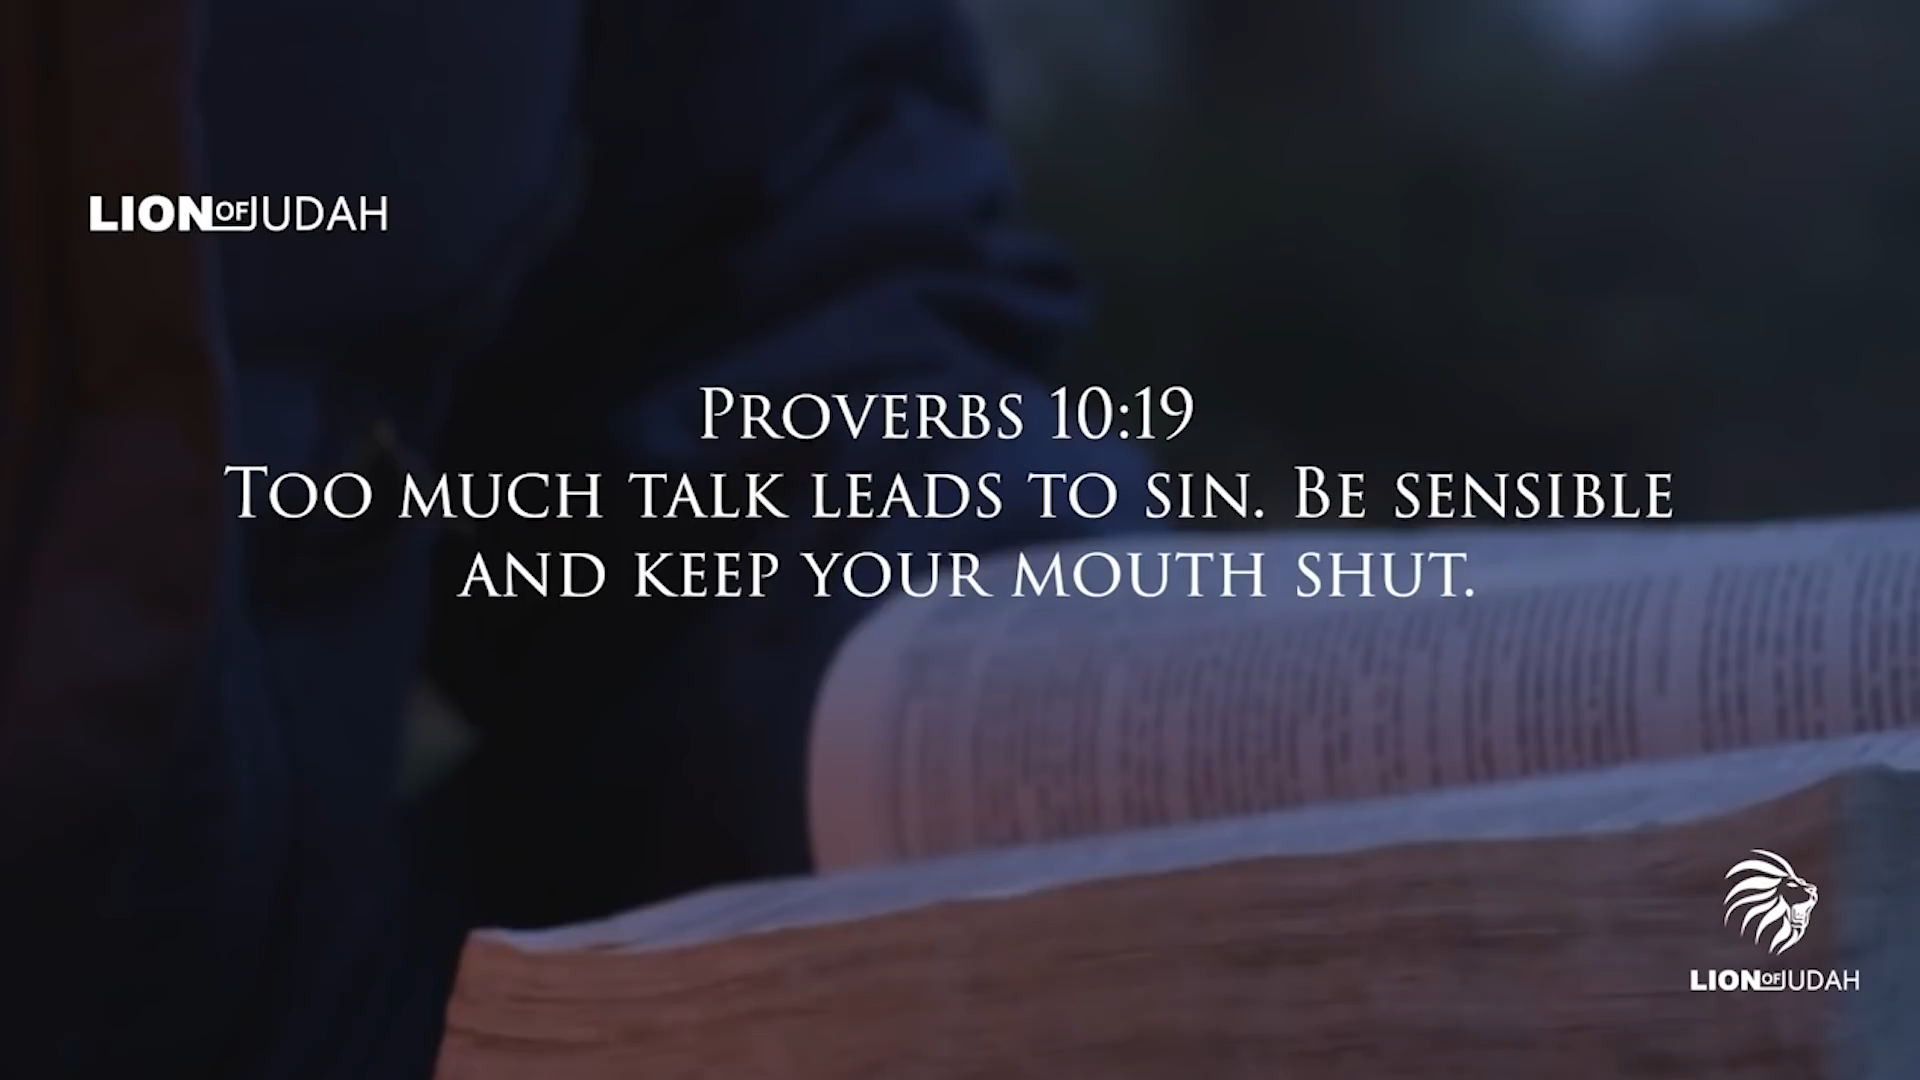 LION OF JUDAH
PROVERBS 10:19
TOO MUCH TALK LEADS TO SIN. BE SENSIBLE
AND KEEP YOUR MOUTH SHUT.
LION OF JUDAH